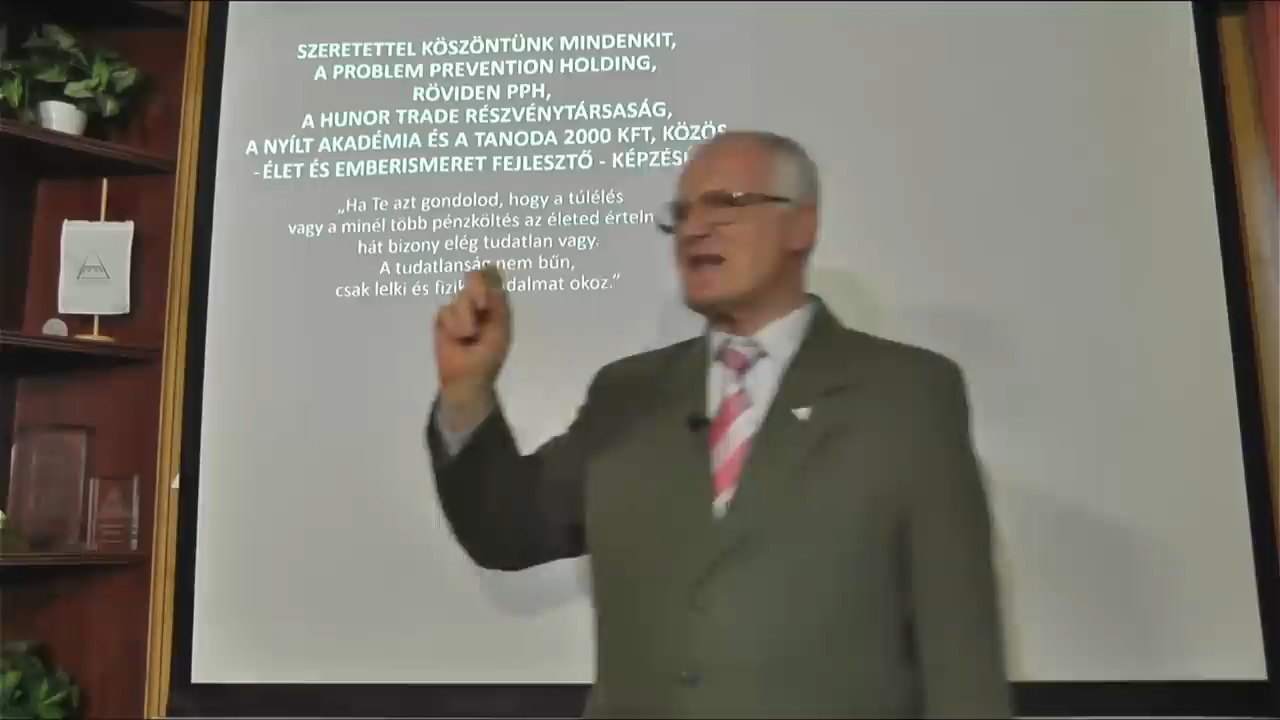 SZERETETTEL KÖSZÖNTÜNK MINDENKIT,
A PROBLEM PREVENTION HOLDING,
RÖVIDEN PPH,
A HUNOR TRADE RÉSZVÉNYTÁRSASÁG,
A NYÍLT AKADÉMIA ÉS A TANODA 2000 KFT, KÖZÖS
- ÉLET ÉS EMBERISMERET FEJLESZTŐ -
„Ha Te azt gondolod, hogy a túlélés
vagy a minél több pénzköltés az életed
hát bizony elég tudatlan vagy.
A tudatlanság nem bűn,
csak lelki és okoz.”